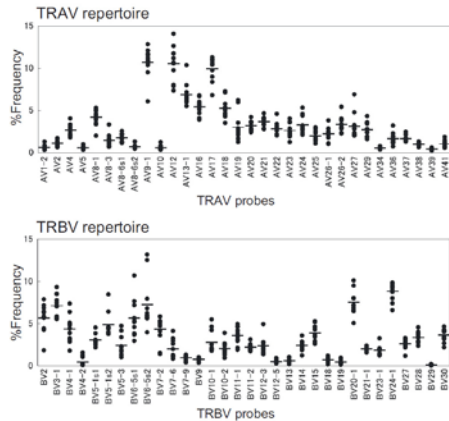 TRAV repertoire
15
10
5
0
%Frequency
AV1-2 AV2 AV4 AV5 AV8-1 AV8-3 AV8-6s1 AV8-6s2 AV9-1 AV10 AV12 AV13-1 AV16 AV17 AV18 AV19 AV20 AV21 AV22 AV23 AV24 AV25 AV26-1 AV26-2 AV27 AV29 AV34 AV36 AV37 AV38 AV39 AV41
TRAV probes
TRBV repertoire
15
10
5
0
%Frequency
BV2 BV3-1 BV4-1 BV4-2 BV5-1s1 BV5-1s2 BV5-3 BV6-5s1 BV6-5s2 BV7-2 BV7-6 BV7-9 BV9 BV10-1 BV10-2 BV11-1 BV11-2 BV12-3 BV12-5 BV13 BV14 BV15 BV18 BV19 BV20-1 BV21-1 BV23-1 BV24-1 BV27 BV28 BV29 BV30
TRBV probes